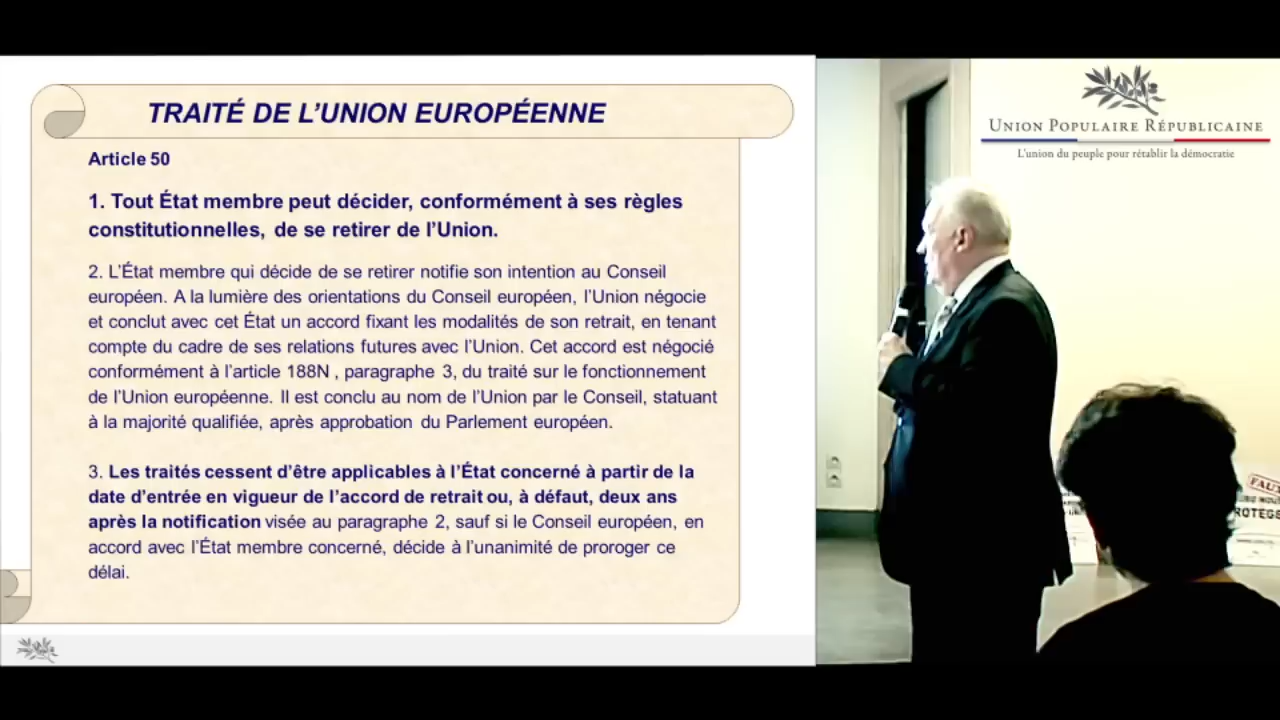 TRAITÉ DE L'UNION EUROPÉENNE
Article 50
1. Tout État membre peut décider, conformément à ses règles
constitutionnelles, de se retirer de l'Union.
2. L'État membre qui décide de se retirer notifie son intention au Conseil
européen. A la lumière des orientations du Conseil européen, l'Union négocie
et conclut avec cet État un accord fixant les modalités de son retrait, en tenant
compte du cadre de ses relations futures avec l'Union. Cet accord est négocié
conformément à l'article 188N , paragraphe 3, du traité sur le fonctionnement
de l'Union européenne. Il est conclu au nom de l'Union par le Conseil, statuant
à la majorité qualifiée, après approbation du Parlement européen.
3. Les traités cessent d'être applicables à l'État concerné à partir de la
date d'entrée en vigueur de l'accord de retrait ou, à défaut, deux ans
après la notification visée au paragraphe 2, sauf si le Conseil européen, en
accord avec l'État membre concerné, décide à l'unanimité de proroger ce
délai.
UNION POPULAIRE RÉPUBLICAINE
L'union du peuple pour rétablir la démocratie
FAU